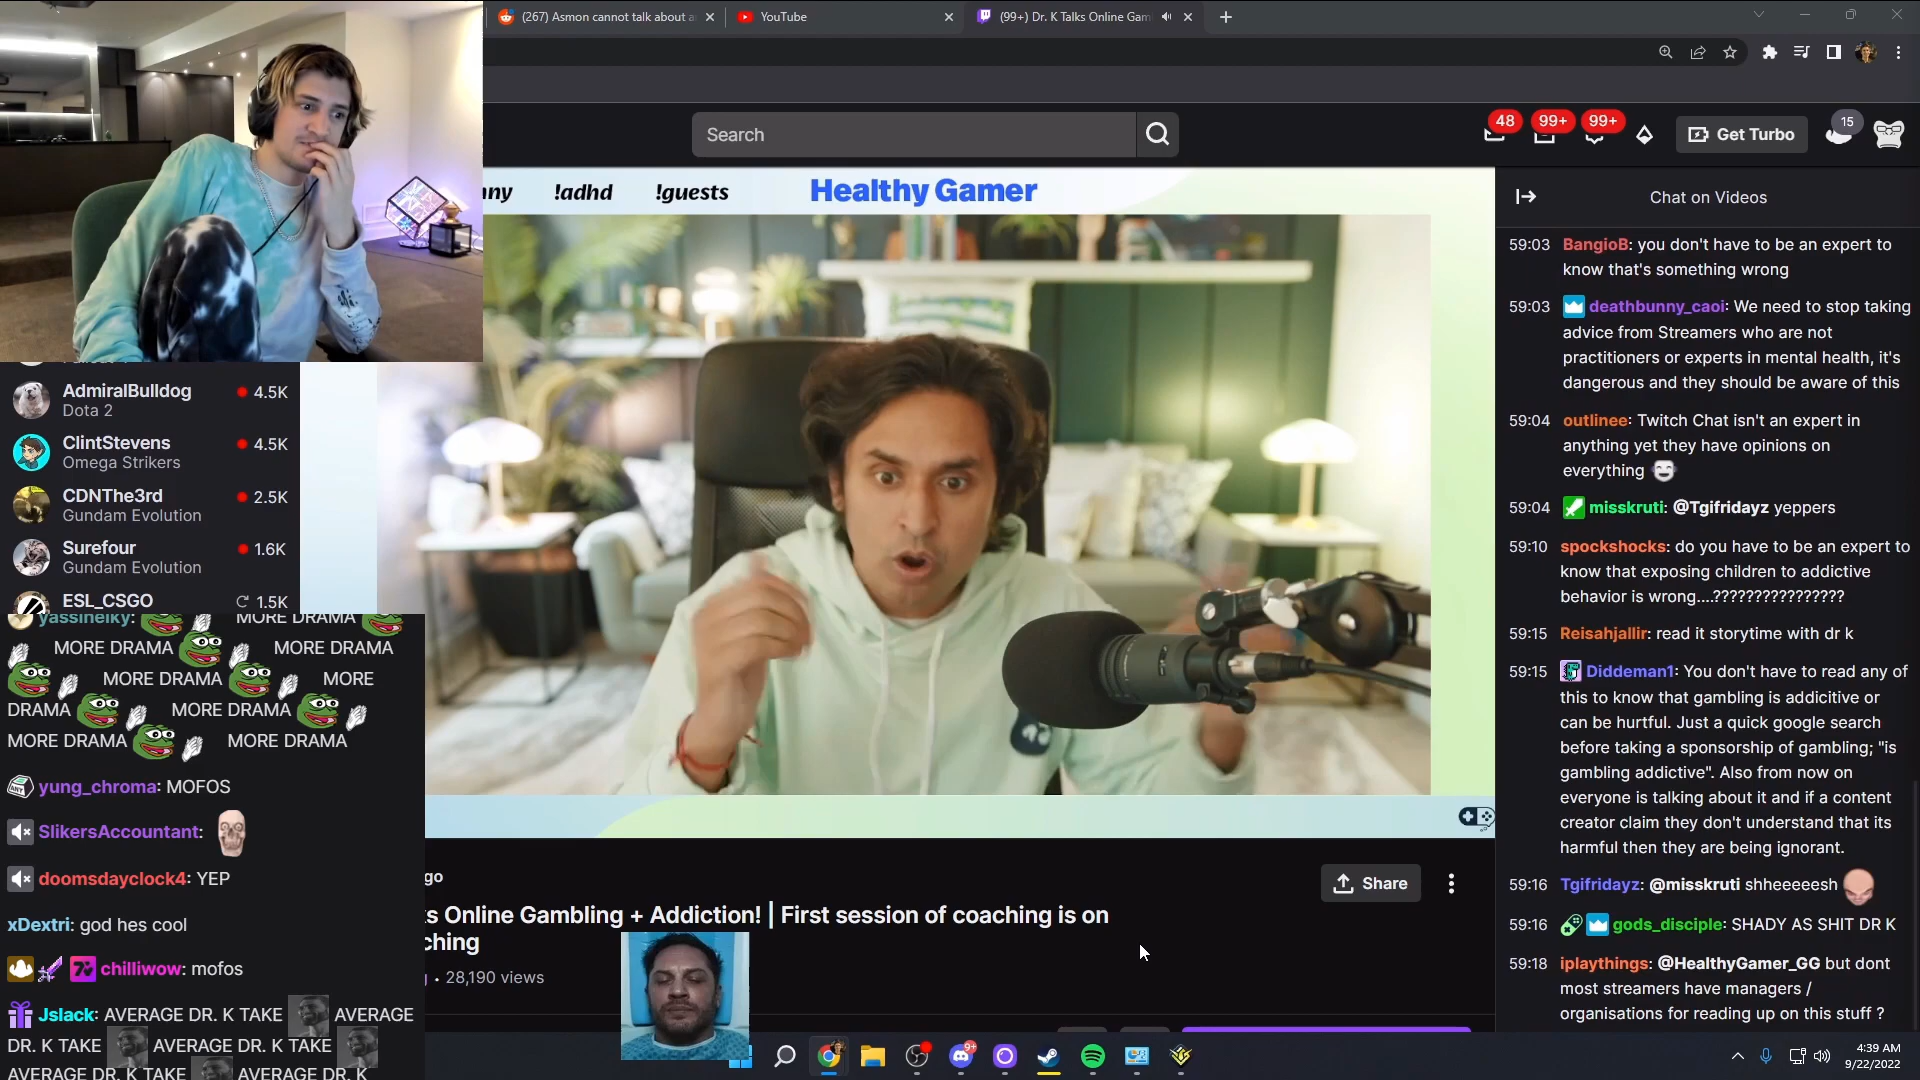 (267) Asmon cannot talk about a
YouTube
(99+) Dr. K Talks Online Gam
Search
48
99+
99+
Get Turbo
15
!adhd
!guests
Healthy Gamer
Chat on Videos
AdmiralBulldog
4.5K
Dota 2
ClintStevens
4.5K
Omega Strikers
CDNThe3rd
2.5K
Gundam Evolution
Surefour
1.6K
Gundam Evolution
ESL_CSGO
1.5K
yassineiky: MORE DRAMA
MORE DRAMA MORE DRAMA
MORE DRAMA MORE
DRAMA MORE DRAMA
MORE DRAMA MORE DRAMA
yung_chroma: MOFOS
SlikersAccountant:
doomsdayclock4: YEP
xDextri: god hes cool
chilliwow: mofos
Jslack: AVERAGE DR. K TAKE AVERAGE
DR. K TAKE AVERAGE DR. K TAKE
AVERAGE DR. K TAKE AVERAGE DR. K
go
Share
s Online Gambling + Addiction! | First session of coaching is on
ching
• 28,190 views
59:03 BangioB: you don't have to be an expert to
know that's something wrong
59:03 deathbunny_caoi: We need to stop taking
advice from Streamers who are not
practitioners or experts in mental health, it's
dangerous and they should be aware of this
59:04 outlinee: Twitch Chat isn't an expert in
anything yet they have opinions on
everything
59:04 misskruti: @Tgifridayz yeppers
59:10 spockshocks: do you have to be an expert to
know that exposing children to addictive
behavior is wrong....????????????????
59:15 Reisahjallir: read it storytime with dr k
59:15 Diddeman1: You don't have to read any of
this to know that gambling is addicitive or
can be hurtful. Just a quick google search
before taking a sponsorship of gambling; "is
gambling addictive". Also from now on
everyone is talking about it and if a content
creator claim they don't understand that its
harmful then they are being ignorant.
59:16 Tgifridayz: @misskruti shheeeeesh
59:16 gods_disciple: SHADY AS SHIT DR K
59:18 iplaythings: @HealthyGamer_GG but dont
most streamers have managers /
organisations for reading up on this stuff ?
9+
4:39 AM
9/22/2022